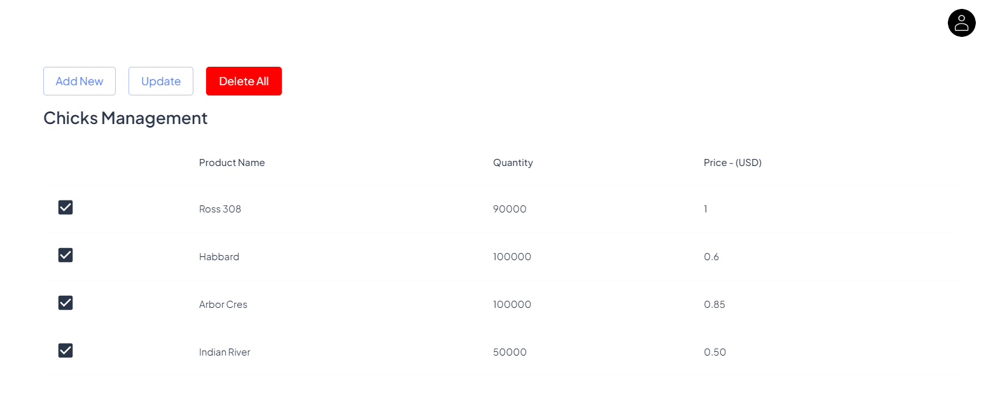 Add New Update Delete All
Chicks Management
Product Name Quantity Price - (USD)
Ross 308 90000 1
Habbard 100000 0.6
Arbor Cres 100000 0.85
Indian River 50000 0.50